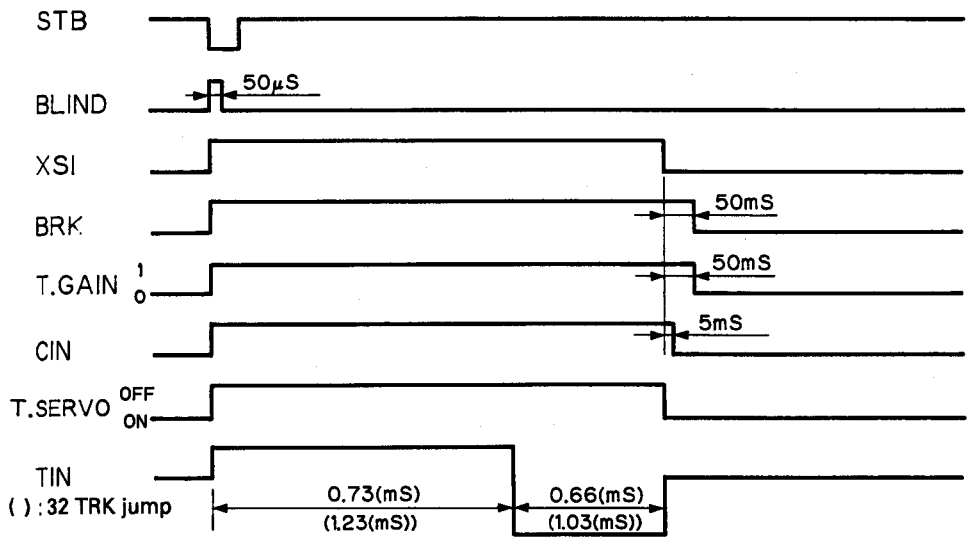 STB
50μS
BLIND
XSI
50mS
BRK
50mS
T.GAIN 1
0
5mS
CIN
T.SERVO OFF
ON
TIN
( ) : 32 TRK jump
0.73(mS) 0.66(mS)
(1.23(mS)) (1.03(mS))